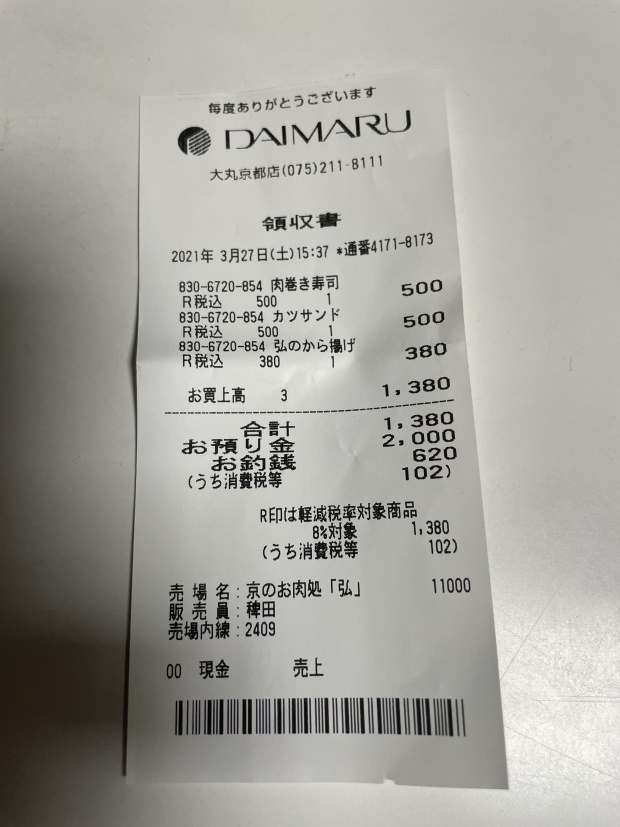 毎度ありがとうございます
DAIMARU
大丸京都店(075)211-8111
領収書
2021年 3月27日(土)15:37 *通番4171-8173
830-6720-854 肉巻き寿司 500
R税込 500 1
830-6720-854 カツサンド 500
R税込 500 1
830-6720-854 弘のから揚げ 380
R税込 380 1
お買上高 3 1,380
合計 1,380
お預り金 2,000
お釣銭 620
(うち消費税等 102)
R印は軽減税率対象商品
8%対象 1,380
(うち消費税等 102)
売場名:京のお肉処「弘」 11000
販売員:稗田
売場内線:2409
00 現金 売上